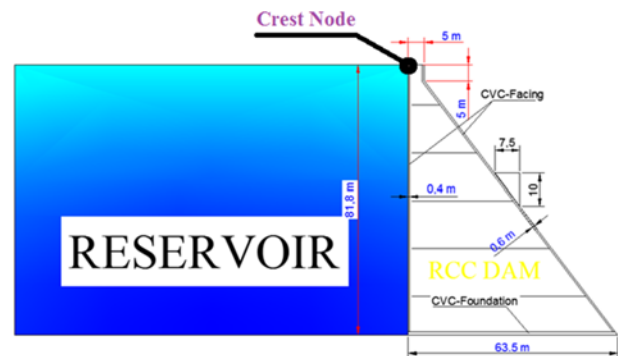 Crest Node
5 m
5 m
CVC-Facing
7.5
10
0,4 m
81,8 m
0,6 m
RESERVOIR
RCC DAM
CVC-Foundation
63.5 m